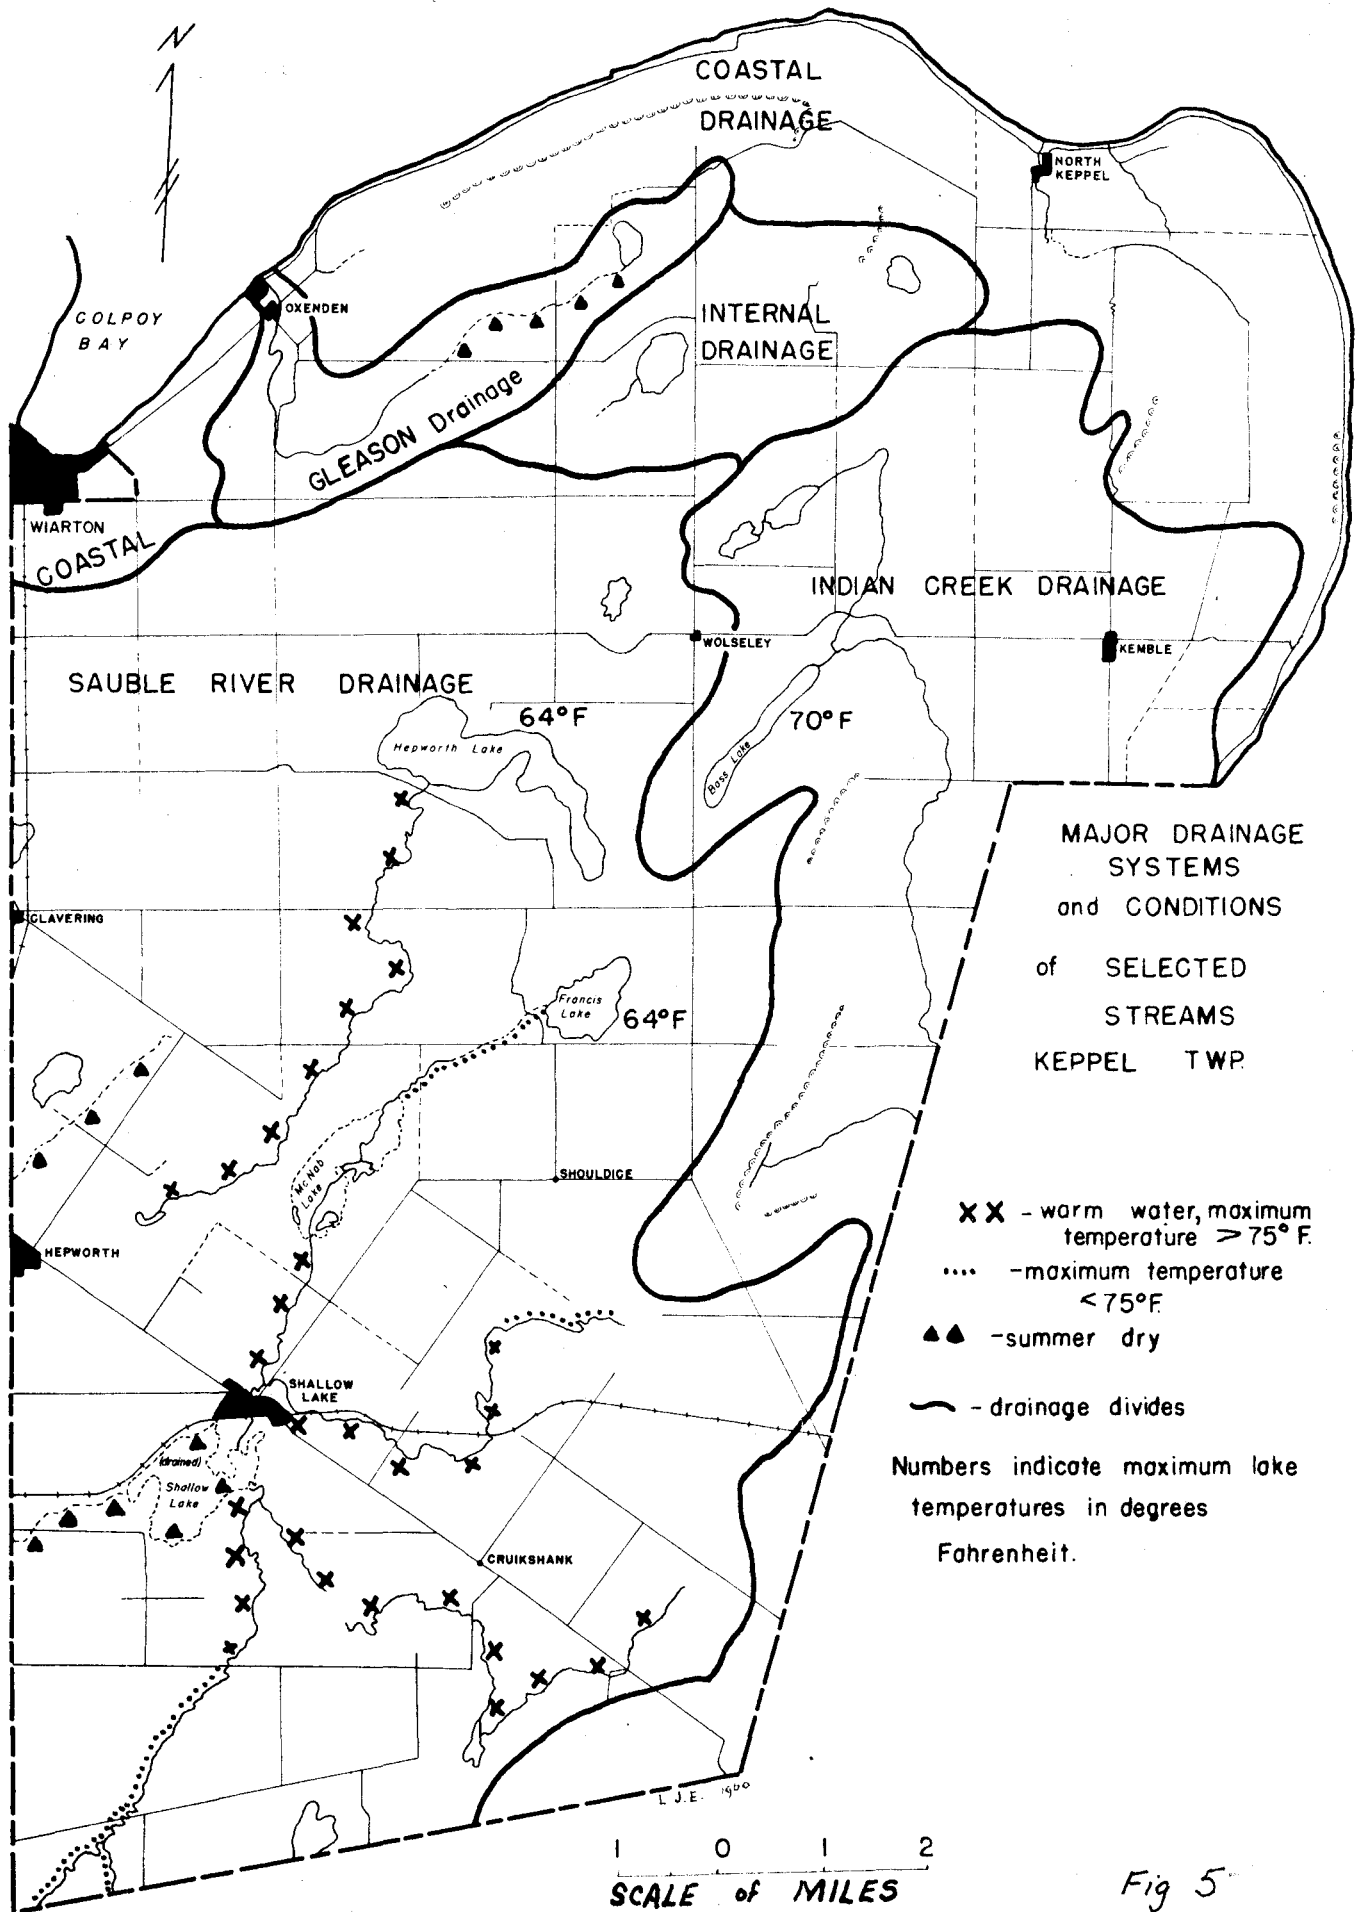 N
COASTAL
DRAINAGE
NORTH
KEPPEL
COLPOY
BAY
OXENDEN
INTERNAL
DRAINAGE
GLEASON Drainage
WIARTON
COASTAL
INDIAN CREEK DRAINAGE
WOLSELEY
KEMBLE
SAUBLE RIVER DRAINAGE
64°F
70°F
Hepworth Lake
Bass Lake
MAJOR DRAINAGE
SYSTEMS
and CONDITIONS
of SELECTED
STREAMS
KEPPEL TWP.
CLAVERING
Francis
Lake
64°F
McNab
Lake
SHOULDICE
HEPWORTH
XX - warm water, maximum
temperature > 75°F.
.... - maximum temperature
< 75°F.
▲▲ - summer dry
SHALLOW
LAKE
- drainage divides
(drained)
Shallow
Lake
Numbers indicate maximum lake
temperatures in degrees
Fahrenheit.
CRUIKSHANK
L.J.E.
1 0 1 2
SCALE of MILES
Fig 5